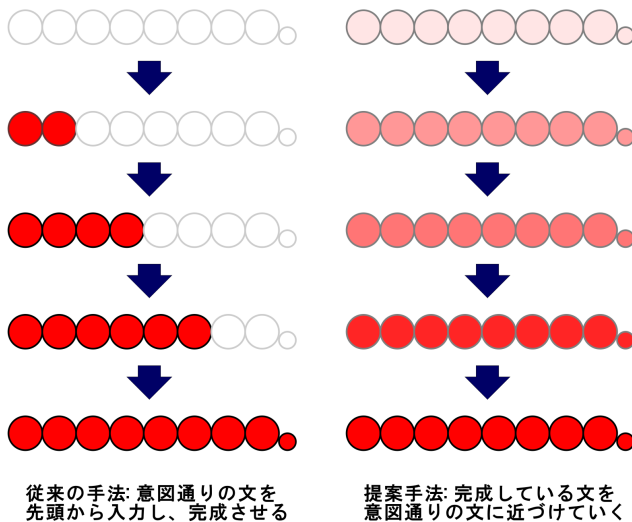 従来の手法: 意図通りの文を
先頭から入力し、完成させる
提案手法: 完成している文を
意図通りの文に近づけていく